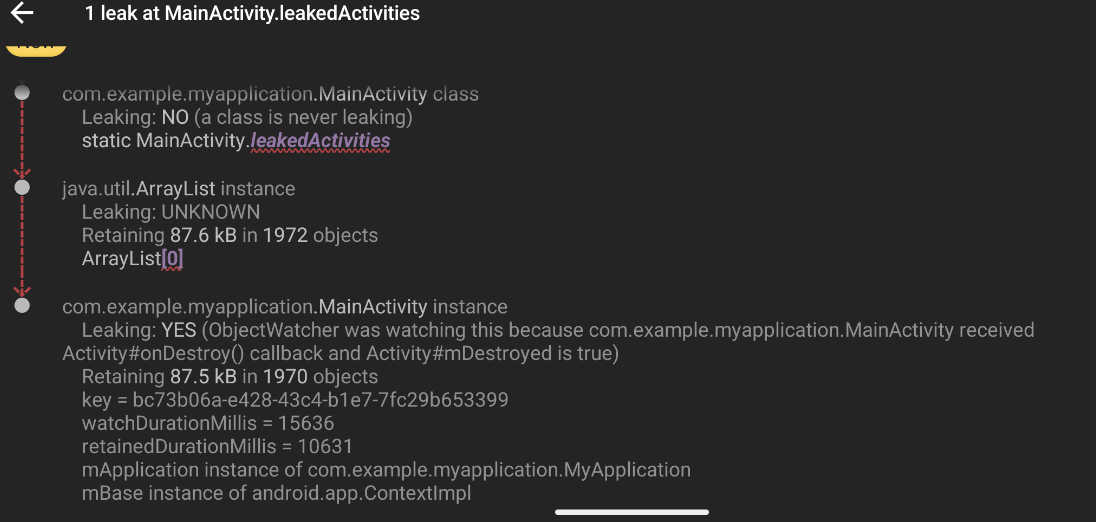 1 leak at MainActivity.leakedActivities
com.example.myapplication.MainActivity class
Leaking: NO (a class is never leaking)
static MainActivity.leakedActivities
java.util.ArrayList instance
Leaking: UNKNOWN
Retaining 87.6 kB in 1972 objects
ArrayList[0]
com.example.myapplication.MainActivity instance
Leaking: YES (ObjectWatcher was watching this because com.example.myapplication.MainActivity received
Activity#onDestroy() callback and Activity#mDestroyed is true)
Retaining 87.5 kB in 1970 objects
key = bc73b06a-e428-43c4-b1e7-7fc29b653399
watchDurationMillis = 15636
retainedDurationMillis = 10631
mApplication instance of com.example.myapplication.MyApplication
mBase instance of android.app.ContextImpl